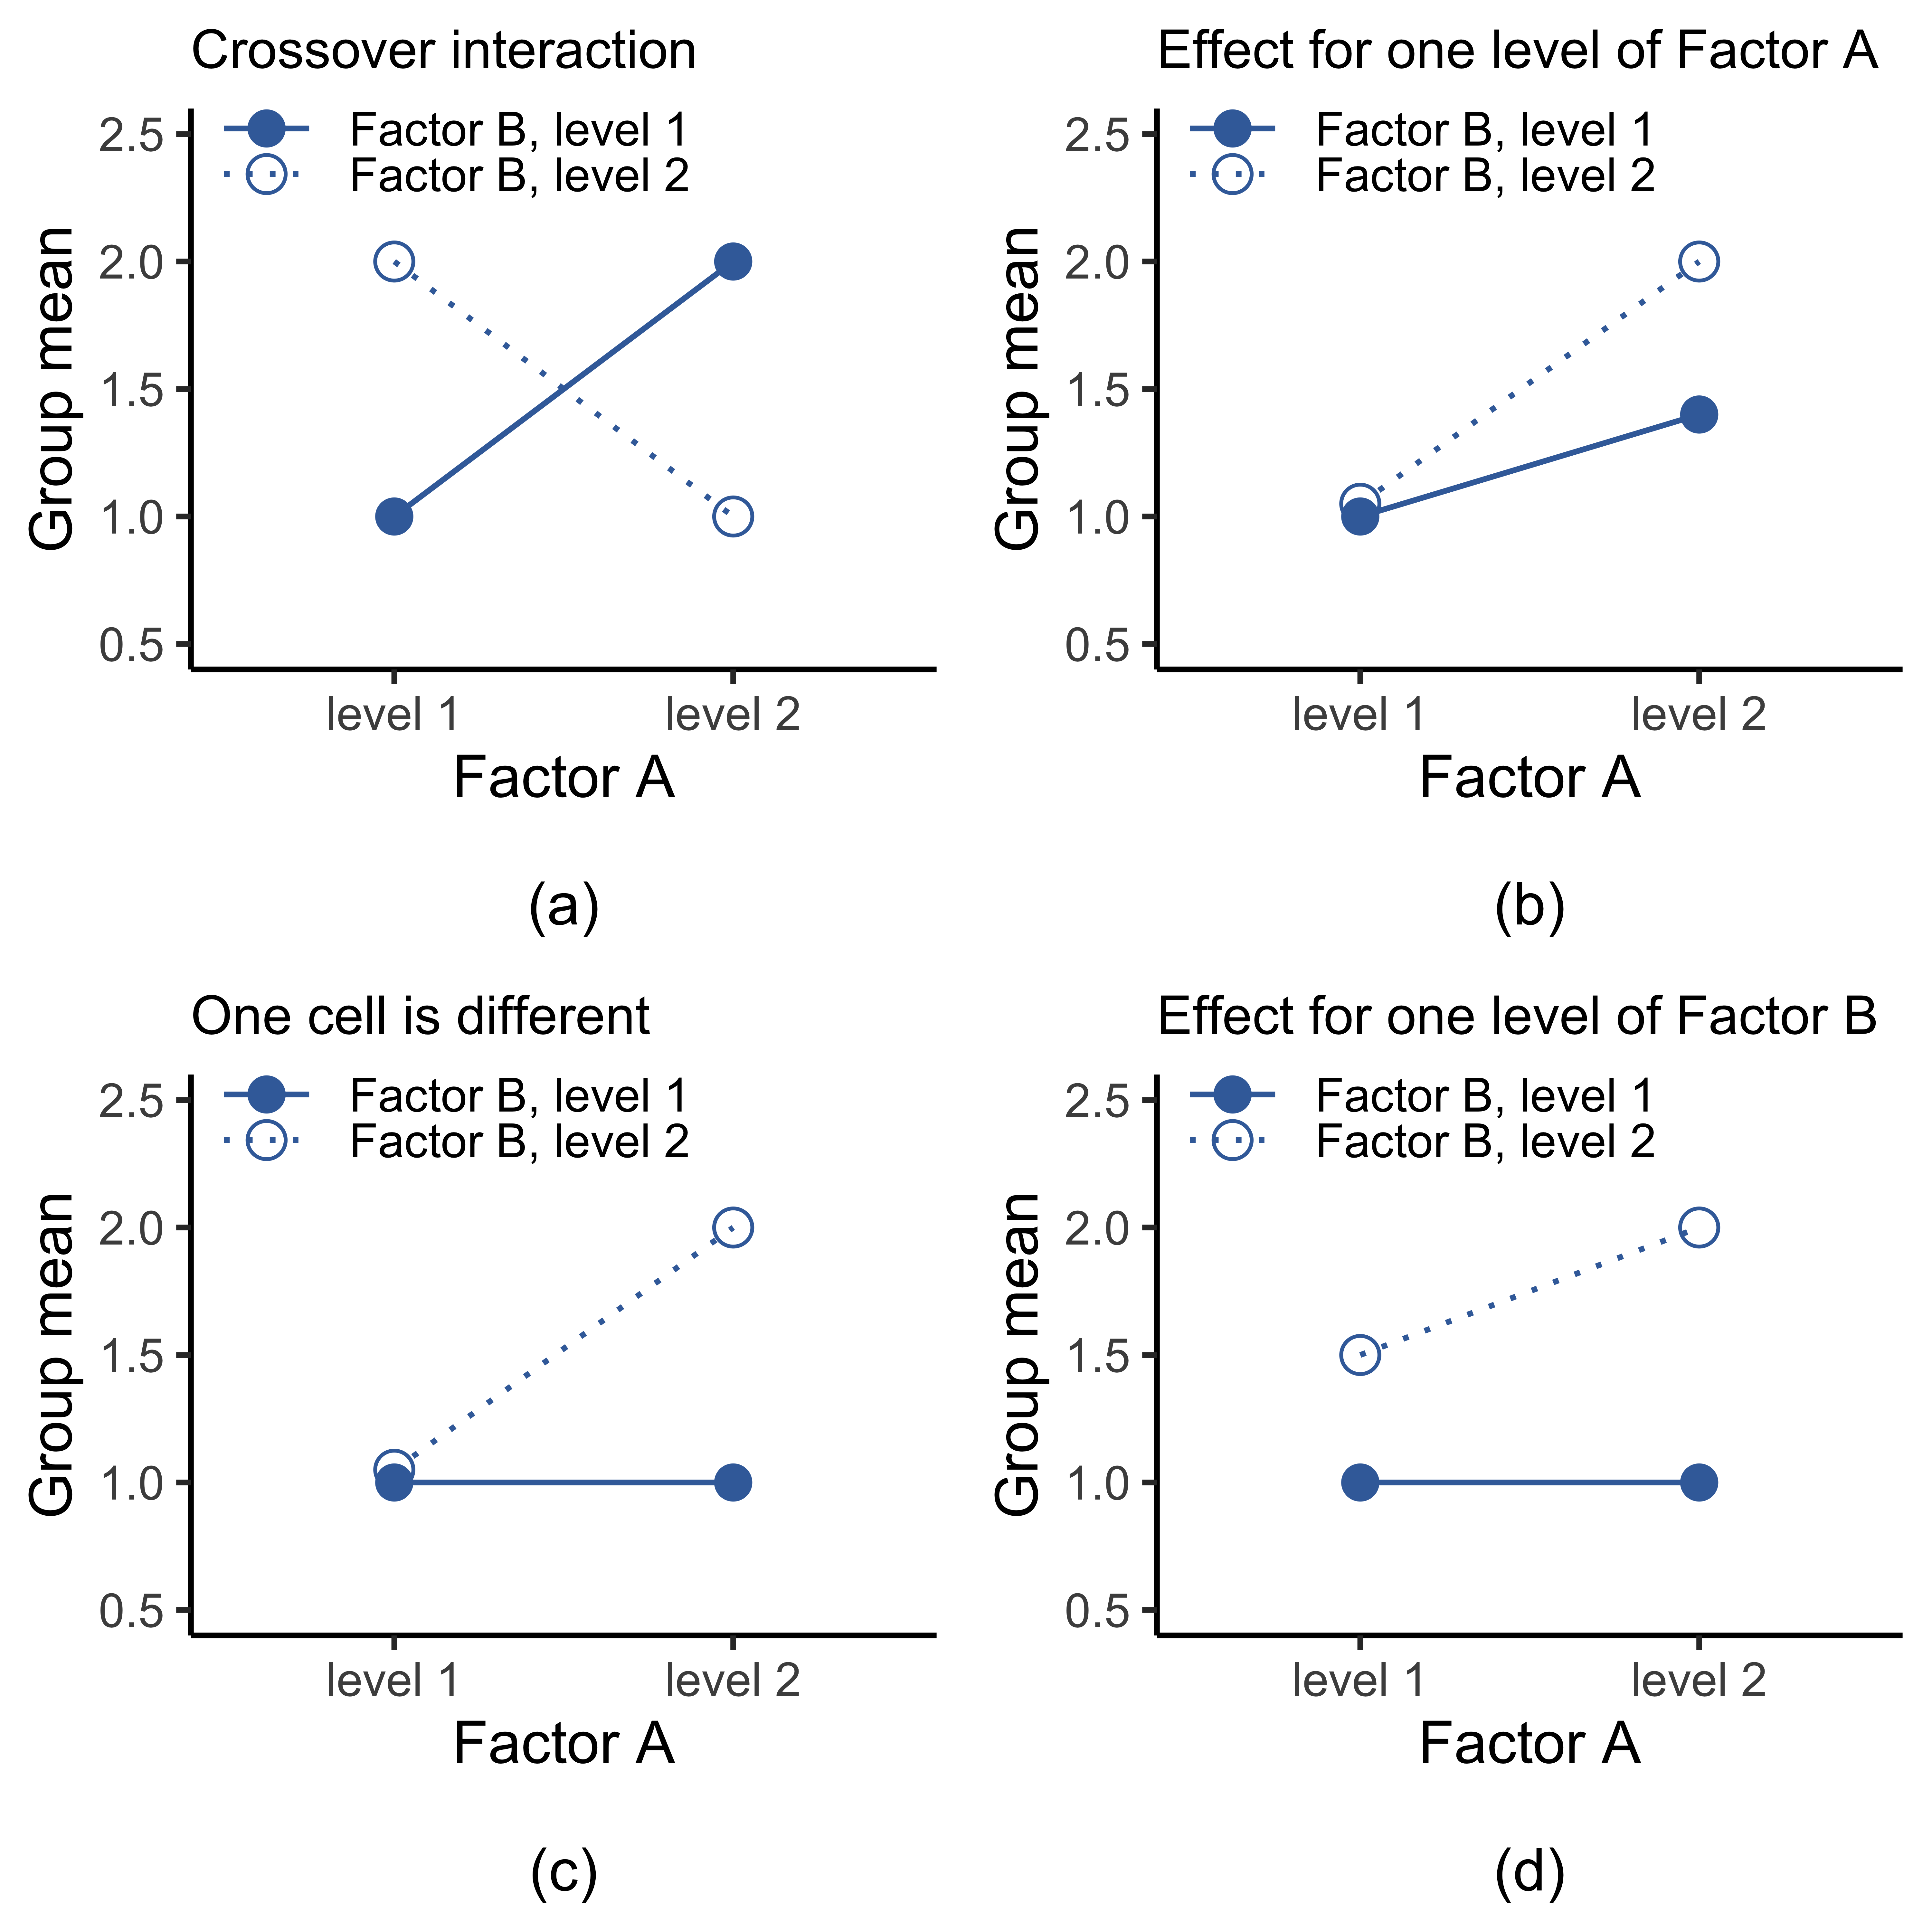 Crossover interaction
Factor B, level 1
Factor B, level 2
2.5
2.0
1.5
1.0
0.5
Group mean
level 1 level 2
Factor A
(a)
Effect for one level of Factor A
Factor B, level 1
Factor B, level 2
2.5
2.0
1.5
1.0
0.5
Group mean
level 1 level 2
Factor A
(b)
One cell is different
Factor B, level 1
Factor B, level 2
2.5
2.0
1.5
1.0
0.5
Group mean
level 1 level 2
Factor A
(c)
Effect for one level of Factor B
Factor B, level 1
Factor B, level 2
2.5
2.0
1.5
1.0
0.5
Group mean
level 1 level 2
Factor A
(d)